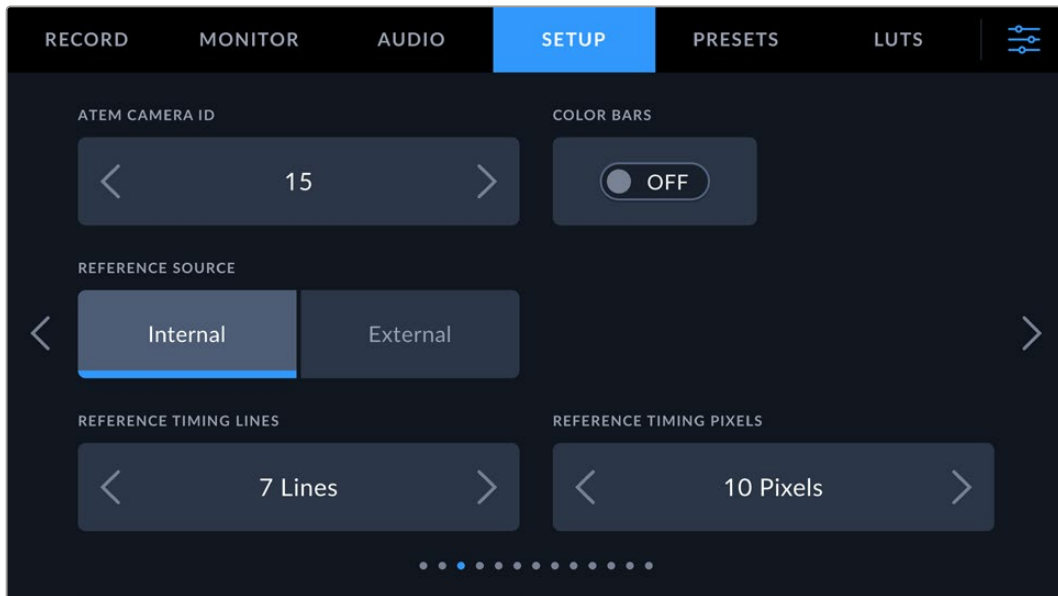 RECORD MONITOR AUDIO SETUP PRESETS LUTS
ATEM CAMERA ID COLOR BARS
15 OFF
REFERENCE SOURCE
Internal External
REFERENCE TIMING LINES REFERENCE TIMING PIXELS
7 Lines 10 Pixels